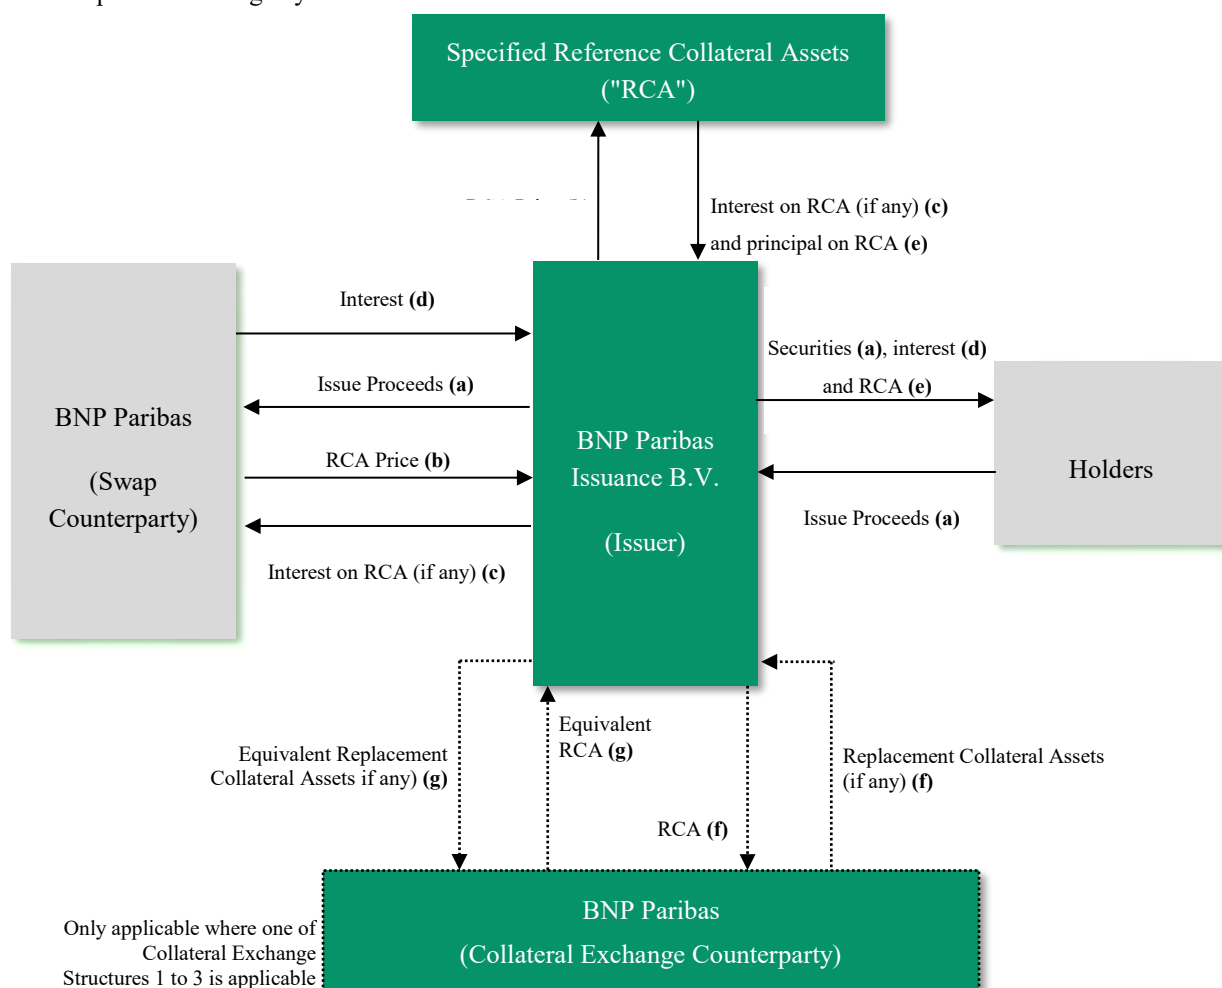 Specified Reference Collateral Assets
("RCA")
Interest on RCA (if any) (c)
and principal on RCA (e)
Interest (d)
Securities (a), interest (d)
and RCA (e)
Issue Proceeds (a)
BNP Paribas
(Swap
Counterparty)
RCA Price (b)
BNP Paribas
Issuance B.V.
(Issuer)
Holders
Issue Proceeds (a)
Interest on RCA (if any) (c)
Equivalent
RCA (g)
Equivalent Replacement
Collateral Assets if any) (g)
Replacement Collateral Assets
(if any) (f)
RCA (f)
BNP Paribas
(Collateral Exchange Counterparty)
Only applicable where one of
Collateral Exchange
Structures 1 to 3 is applicable